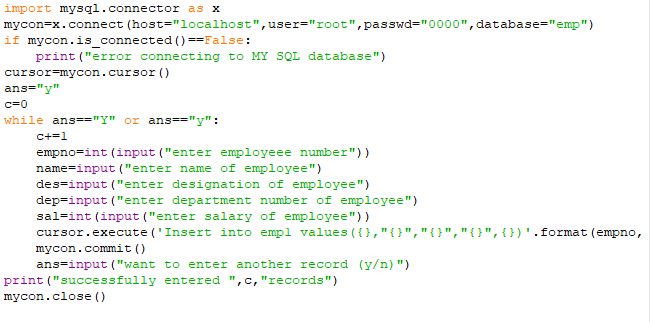 import mysql.connector as x
mycon=x.connect(host="localhost",user="root",passwd="0000",database="emp")
if mycon.is_connected()==False:
    print("error connecting to MY SQL database")
cursor=mycon.cursor()
ans="y"
c=0
while ans=="Y" or ans=="y":
    c+=1
    empno=int(input("enter employeee number"))
    name=input("enter name of employee")
    des=input("enter designation of employee")
    dep=input("enter department number of employee")
    sal=int(input("enter salary of employee"))
    cursor.execute('Insert into emp1 values({},"{}","{}","{}",{})'.format(empno,
    mycon.commit()
    ans=input("want to enter another record (y/n)")
print("successfully entered ",c,"records")
mycon.close()